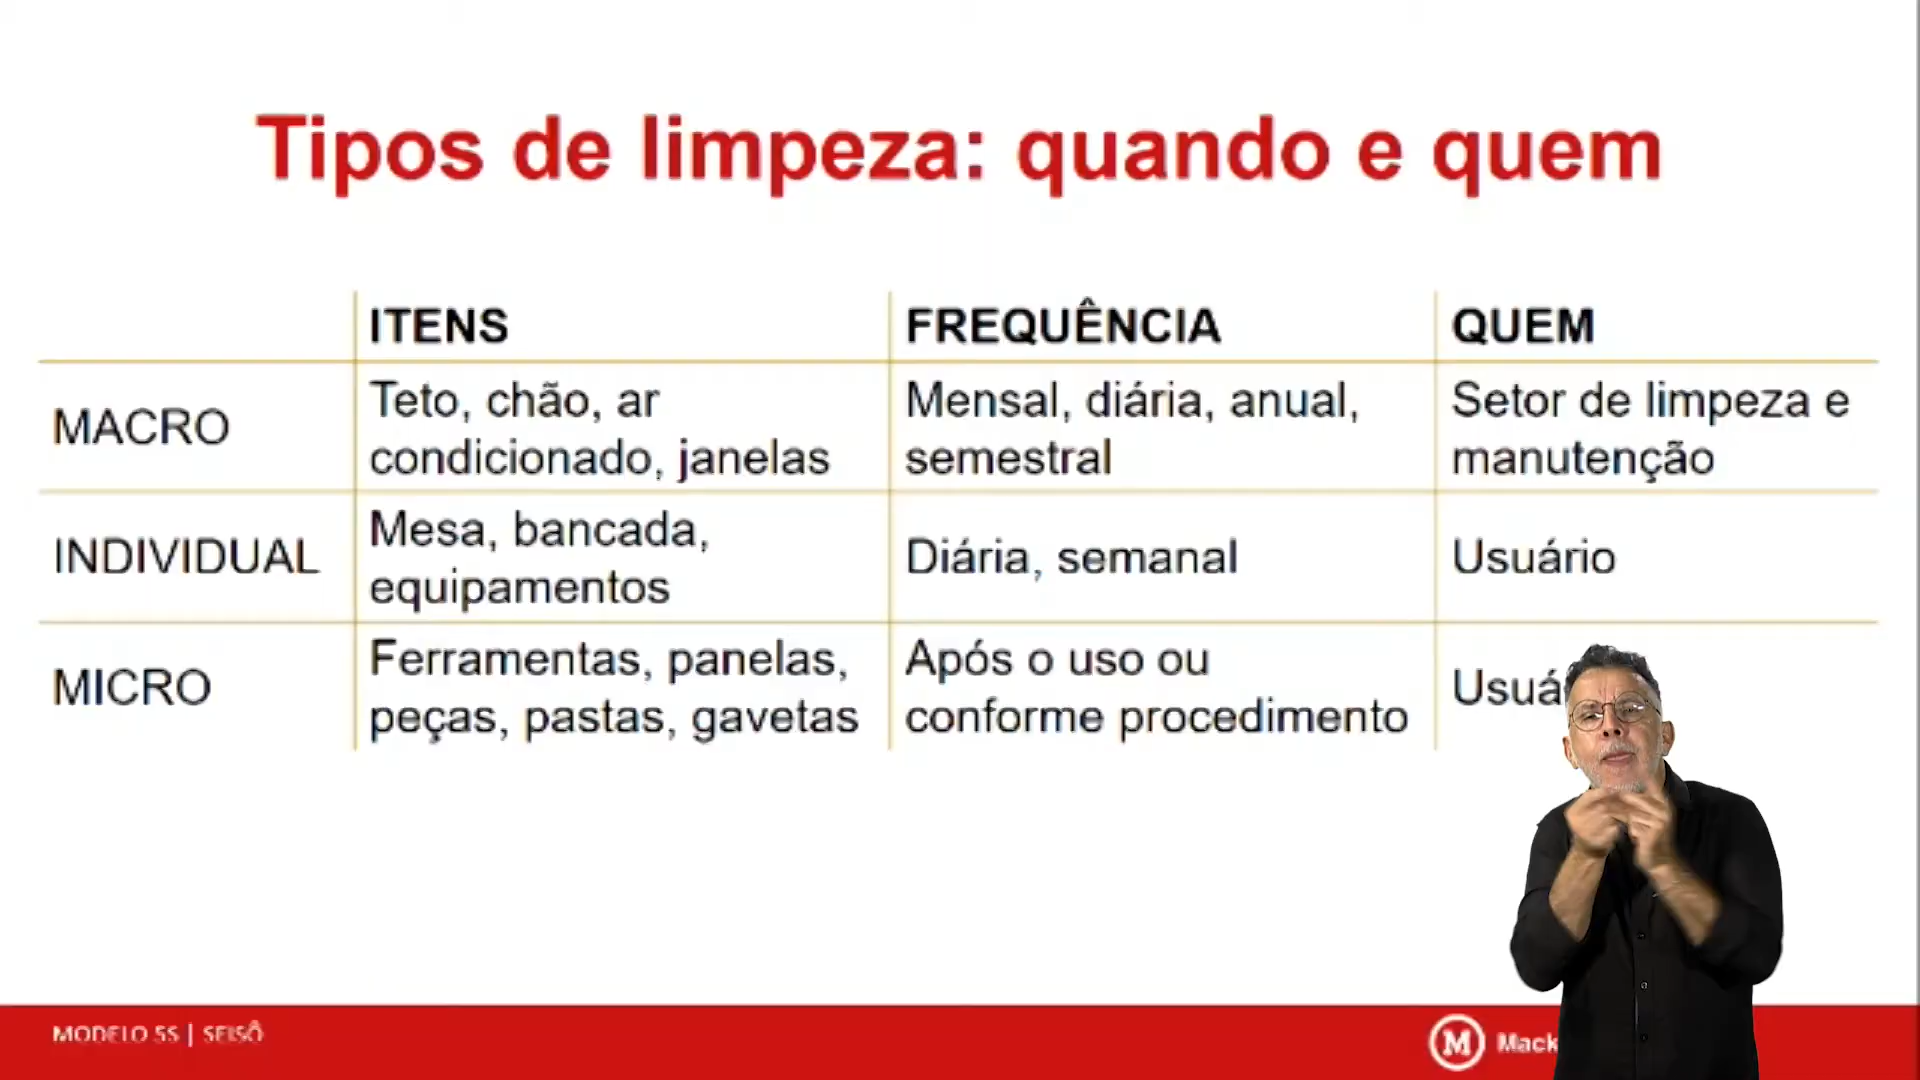 Tipos de limpeza: quando e quem
ITENS FREQUÊNCIA QUEM
MACRO
Teto, chão, ar
condicionado, janelas
Mensal, diária, anual,
semestral
Setor de limpeza e
manutenção
INDIVIDUAL
Mesa, bancada,
equipamentos
Diária, semanal
Usuário
MICRO
Ferramentas, panelas,
peças, pastas, gavetas
Após o uso ou
conforme procedimento
Usuá
MODELO 5S | SEISÔ
M Mack